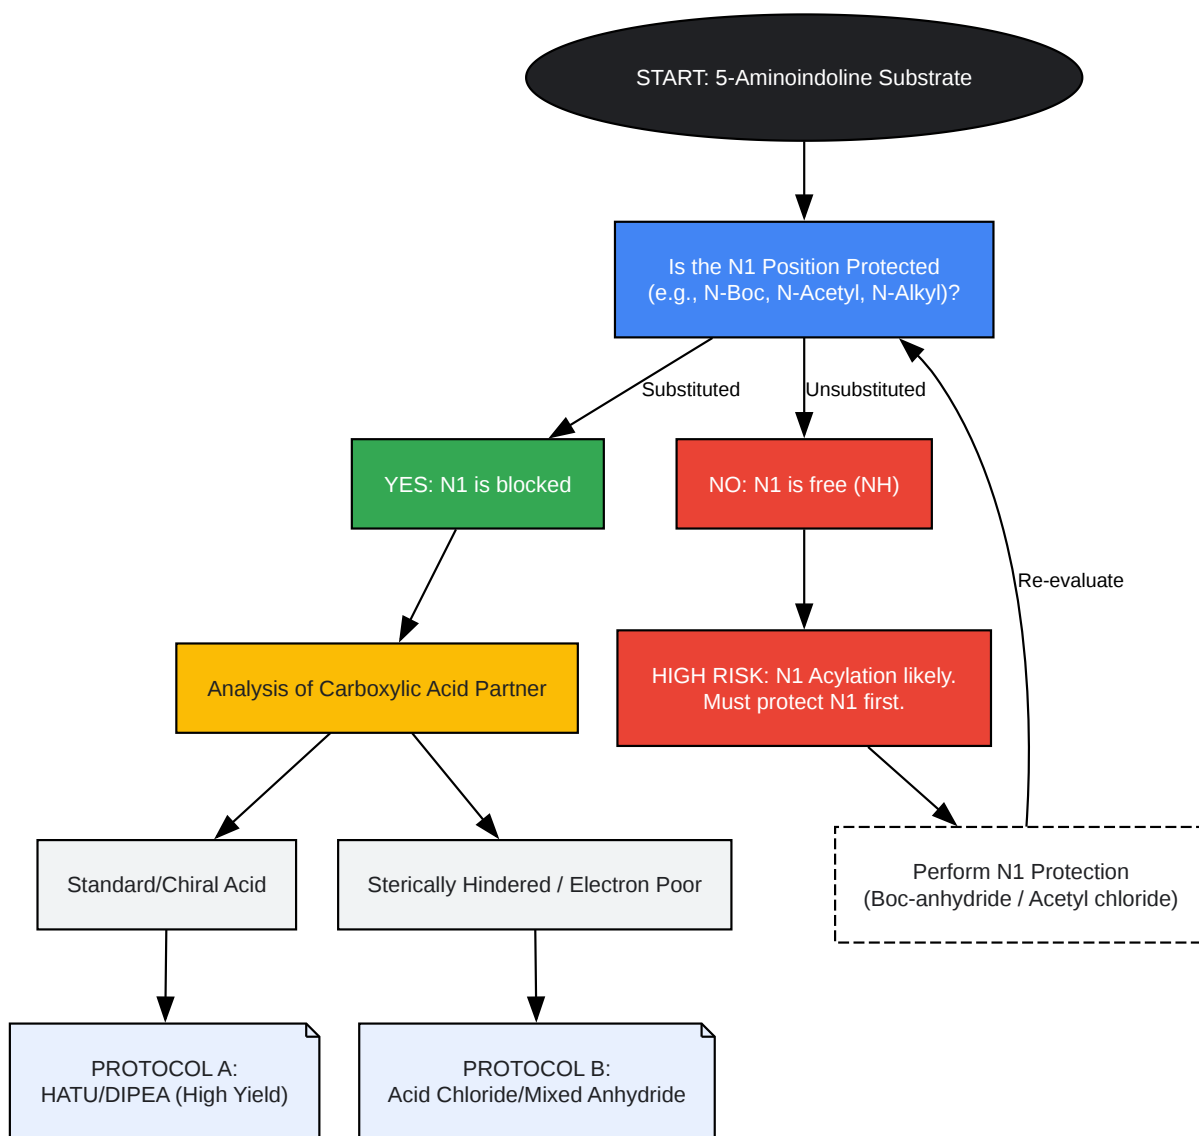 START: 5-Aminoindoline Substrate
Is the N1 Position Protected
(e.g., N-Boc, N-Acetyl, N-Alkyl)?
Substituted
Unsubstituted
YES: N1 is blocked
NO: N1 is free (NH)
Re-evaluate
HIGH RISK: N1 Acylation likely.
Must protect N1 first.
Analysis of Carboxylic Acid Partner
Perform N1 Protection
(Boc-anhydride / Acetyl chloride)
Standard/Chiral Acid
Sterically Hindered / Electron Poor
PROTOCOL A:
HATU/DIPEA (High Yield)
PROTOCOL B:
Acid Chloride/Mixed Anhydride